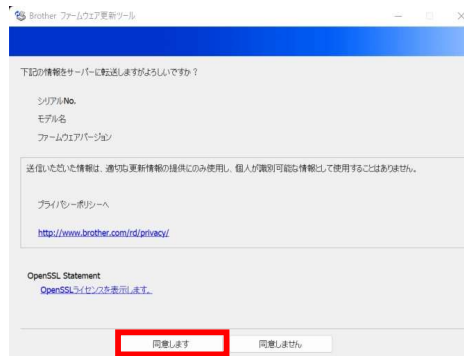 Brother ファームウェア更新ツール
下記の情報をサーバーに転送しますがよろしいですか？
シリアルNo.
モデル名
ファームウェアバージョン
送信いただいた情報は、適切な更新情報の提供にのみ使用し、個人が識別可能な情報として使用することはありません。
プライバシーポリシーへ
http://www.brother.com/rd/privacy/
OpenSSL Statement
OpenSSLライセンスを表示します。
同意します 同意しません